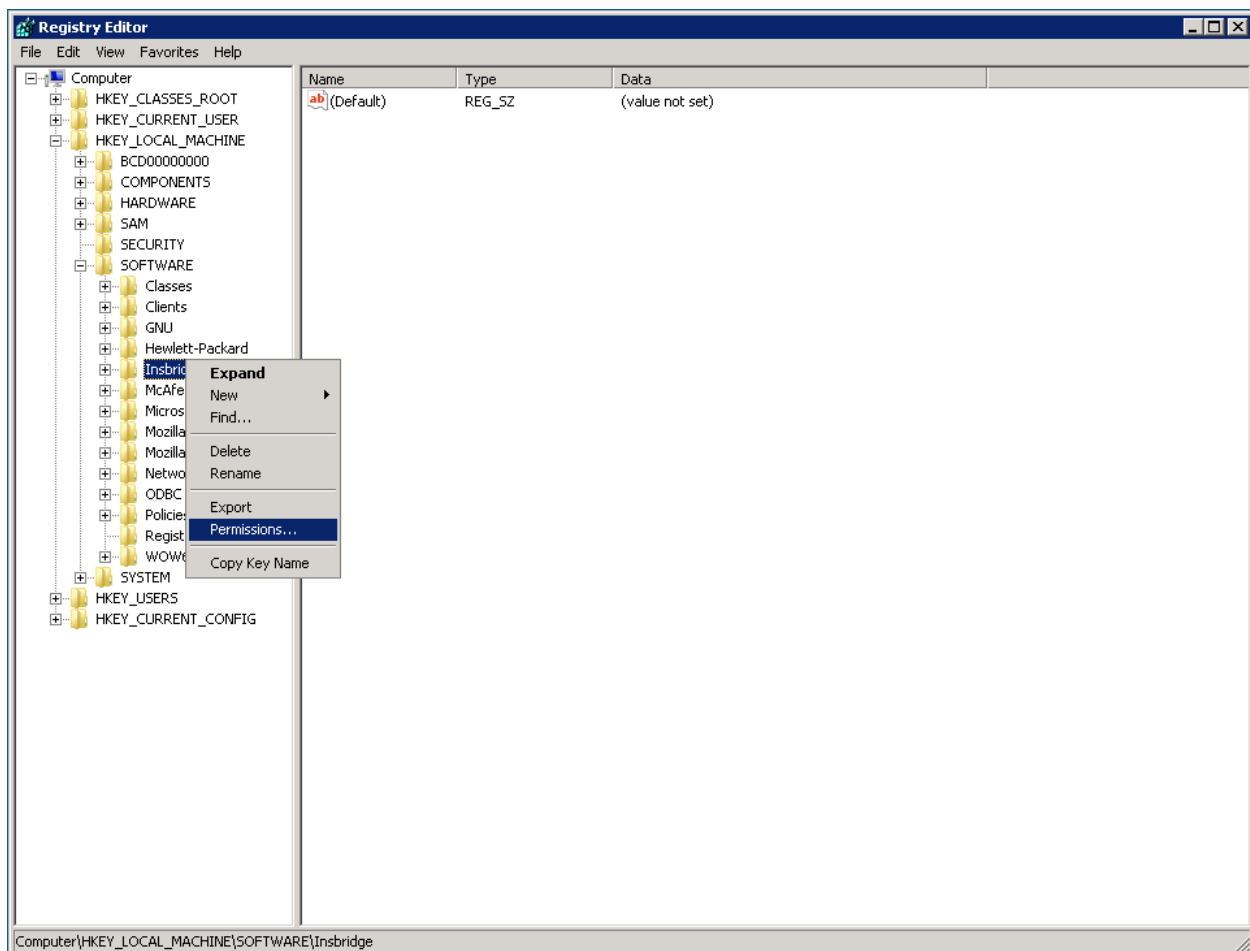 Registry Editor
File Edit View Favorites Help
Computer
HKEY_CLASSES_ROOT
HKEY_CURRENT_USER
HKEY_LOCAL_MACHINE
BCD00000000
COMPONENTS
HARDWARE
SAM
SECURITY
SOFTWARE
Classes
Clients
GNU
Hewlett-Packard
Insbrid
McAfe
Micros
Mozilla
Mozilla
Netwo
ODBC
Policie
Regist
WOW6
SYSTEM
HKEY_USERS
HKEY_CURRENT_CONFIG
Name Type Data
ab (Default) REG_SZ (value not set)
Expand
New
Find...
Delete
Rename
Export
Permissions...
Copy Key Name
Computer\HKEY_LOCAL_MACHINE\SOFTWARE\Insbridge